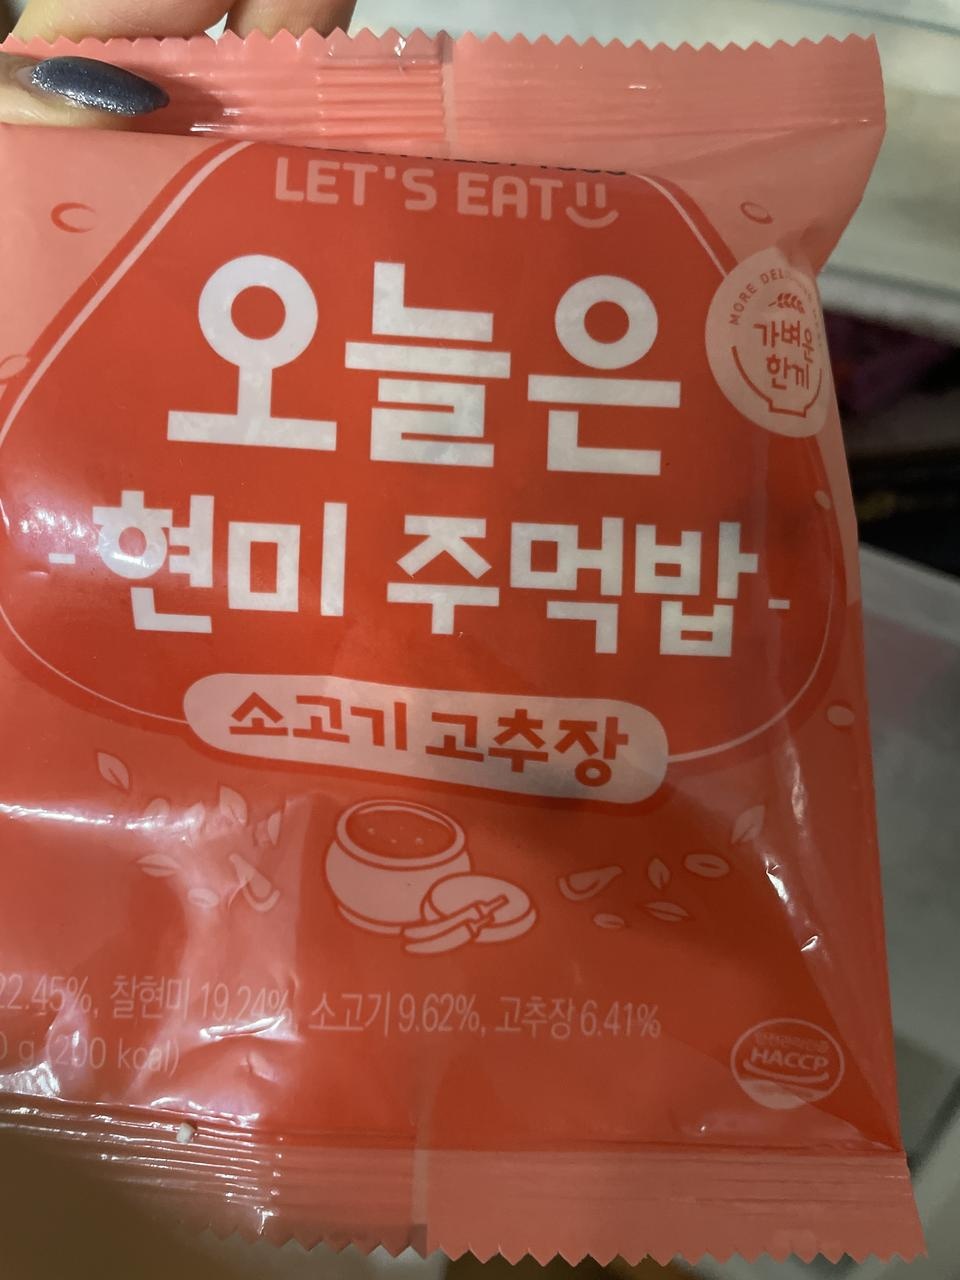 LET'S EAT
오늘은
MORE
가벼운
한끼
-현미 주먹밥-
소고기 고추장
22.45%, 찰현미 19.24%, 소고기 9.62%, 고추장 6.41%
g (200 kcal)
HACCP